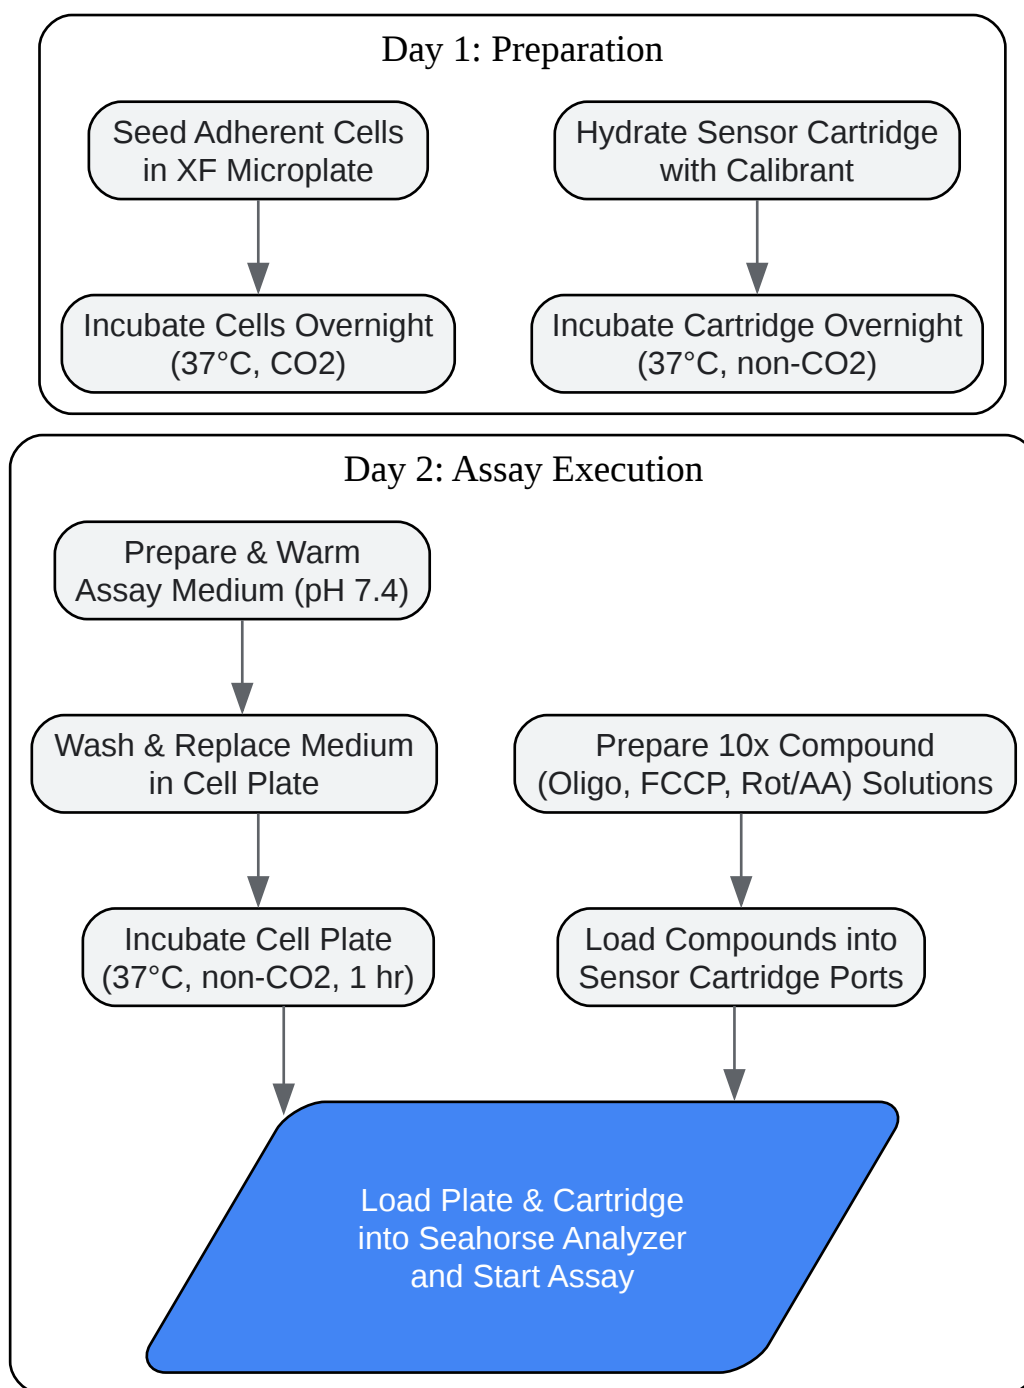 Day 1: Preparation
Seed Adherent Cells
in XF Microplate
Hydrate Sensor Cartridge
with Calibrant
Incubate Cells Overnight
(37°C, CO2)
Incubate Cartridge Overnight
(37°C, non-CO2)
Day 2: Assay Execution
Prepare & Warm
Assay Medium (pH 7.4)
Wash & Replace Medium
in Cell Plate
Prepare 10x Compound
(Oligo, FCCP, Rot/AA) Solutions
Incubate Cell Plate
(37°C, non-CO2, 1 hr)
Load Compounds into
Sensor Cartridge Ports
Load Plate & Cartridge
into Seahorse Analyzer
and Start Assay